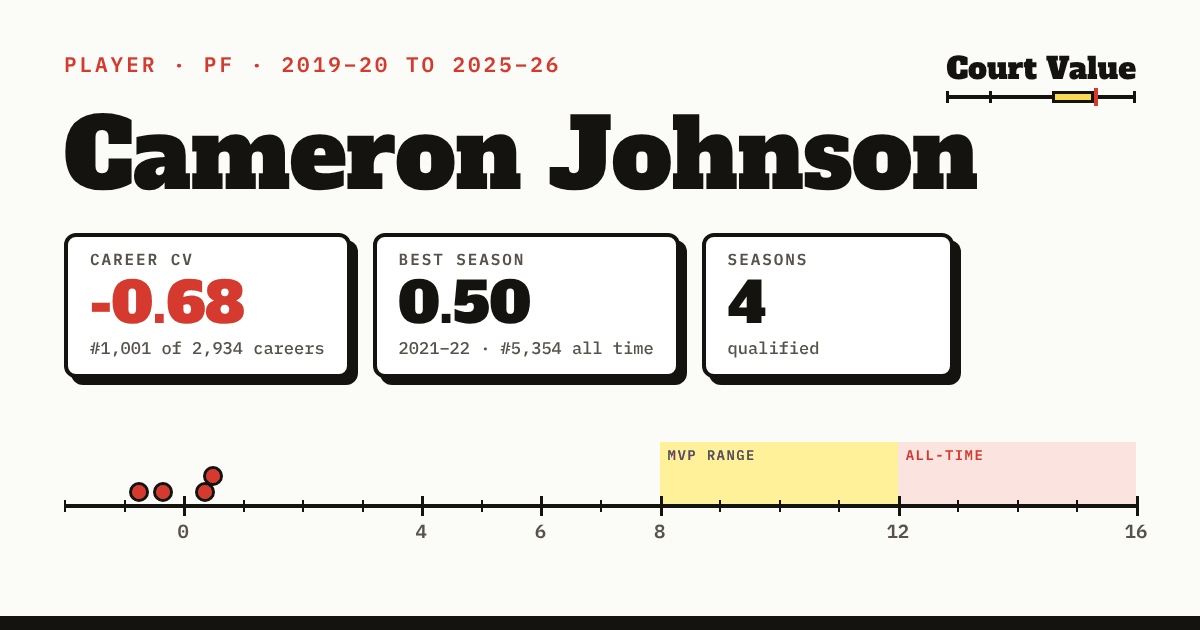 PLAYER · PF · 2019–20 TO 2025–26
Court Value
Cameron Johnson
CAREER CV
-0.68
#1,001 of 2,934 careers
BEST SEASON
0.50
2021–22 · #5,354 all time
SEASONS
4
qualified
MVP RANGE
ALL-TIME
0 4 6 8 12 16